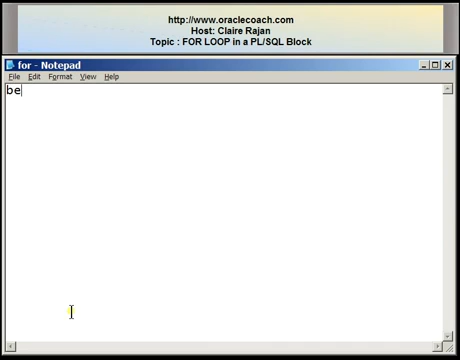 http://www.oraclecoach.com
Host: Claire Rajan
Topic : FOR LOOP in a PL/SQL Block
for - Notepad
File Edit Format View Help
be